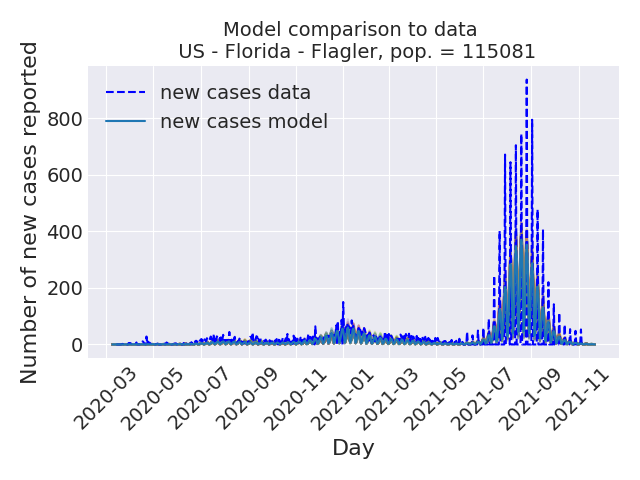 Model comparison to data
US - Florida - Flagler, pop. = 115081
Number of new cases reported
new cases data
new cases model
800
600
400
200
0
2020-03
2020-05
2020-07
2020-09
2020-11
2021-01
2021-03
2021-05
2021-07
2021-09
2021-11
Day